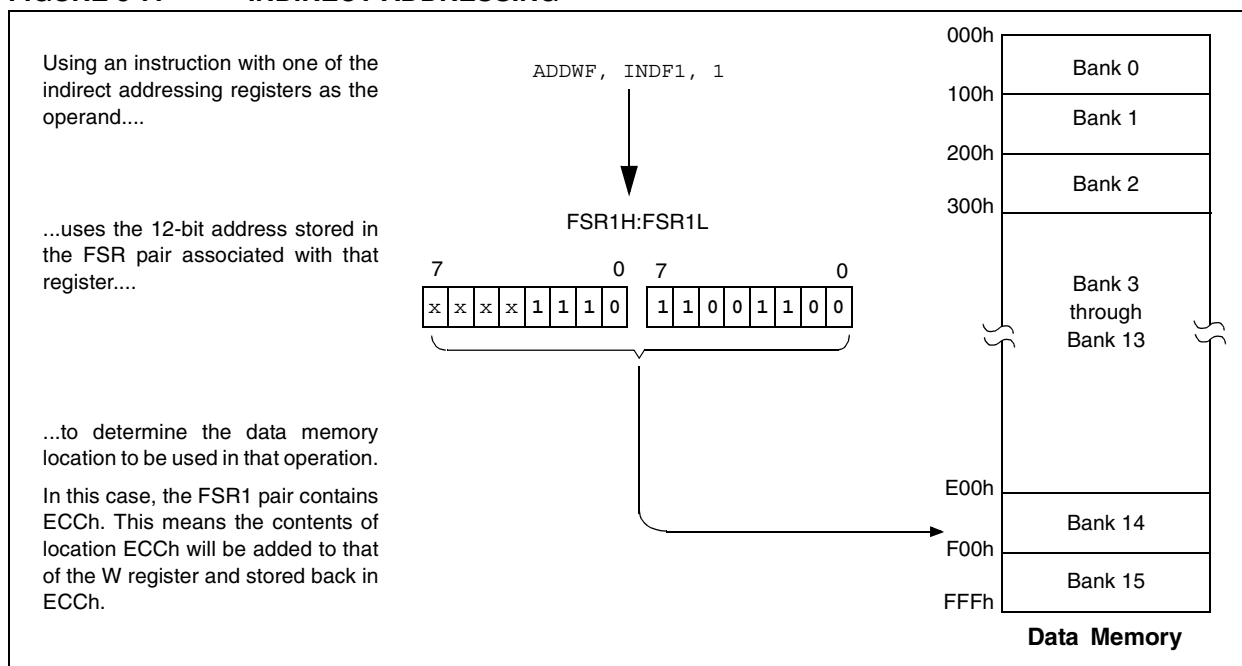 Using an instruction with one of the
indirect addressing registers as the
operand....
ADDWF, INDF1, 1
...uses the 12-bit address stored in
the FSR pair associated with that
register....
FSR1H:FSR1L
7 0 7 0
x x x x 1 1 1 0 1 1 0 0 1 1 0 0
...to determine the data memory
location to be used in that operation.
In this case, the FSR1 pair contains
ECCh. This means the contents of
location ECCh will be added to that
of the W register and stored back in
ECCh.
000h
Bank 0
100h
Bank 1
200h
Bank 2
300h
Bank 3
through
Bank 13
E00h
Bank 14
F00h
Bank 15
FFFh
Data Memory